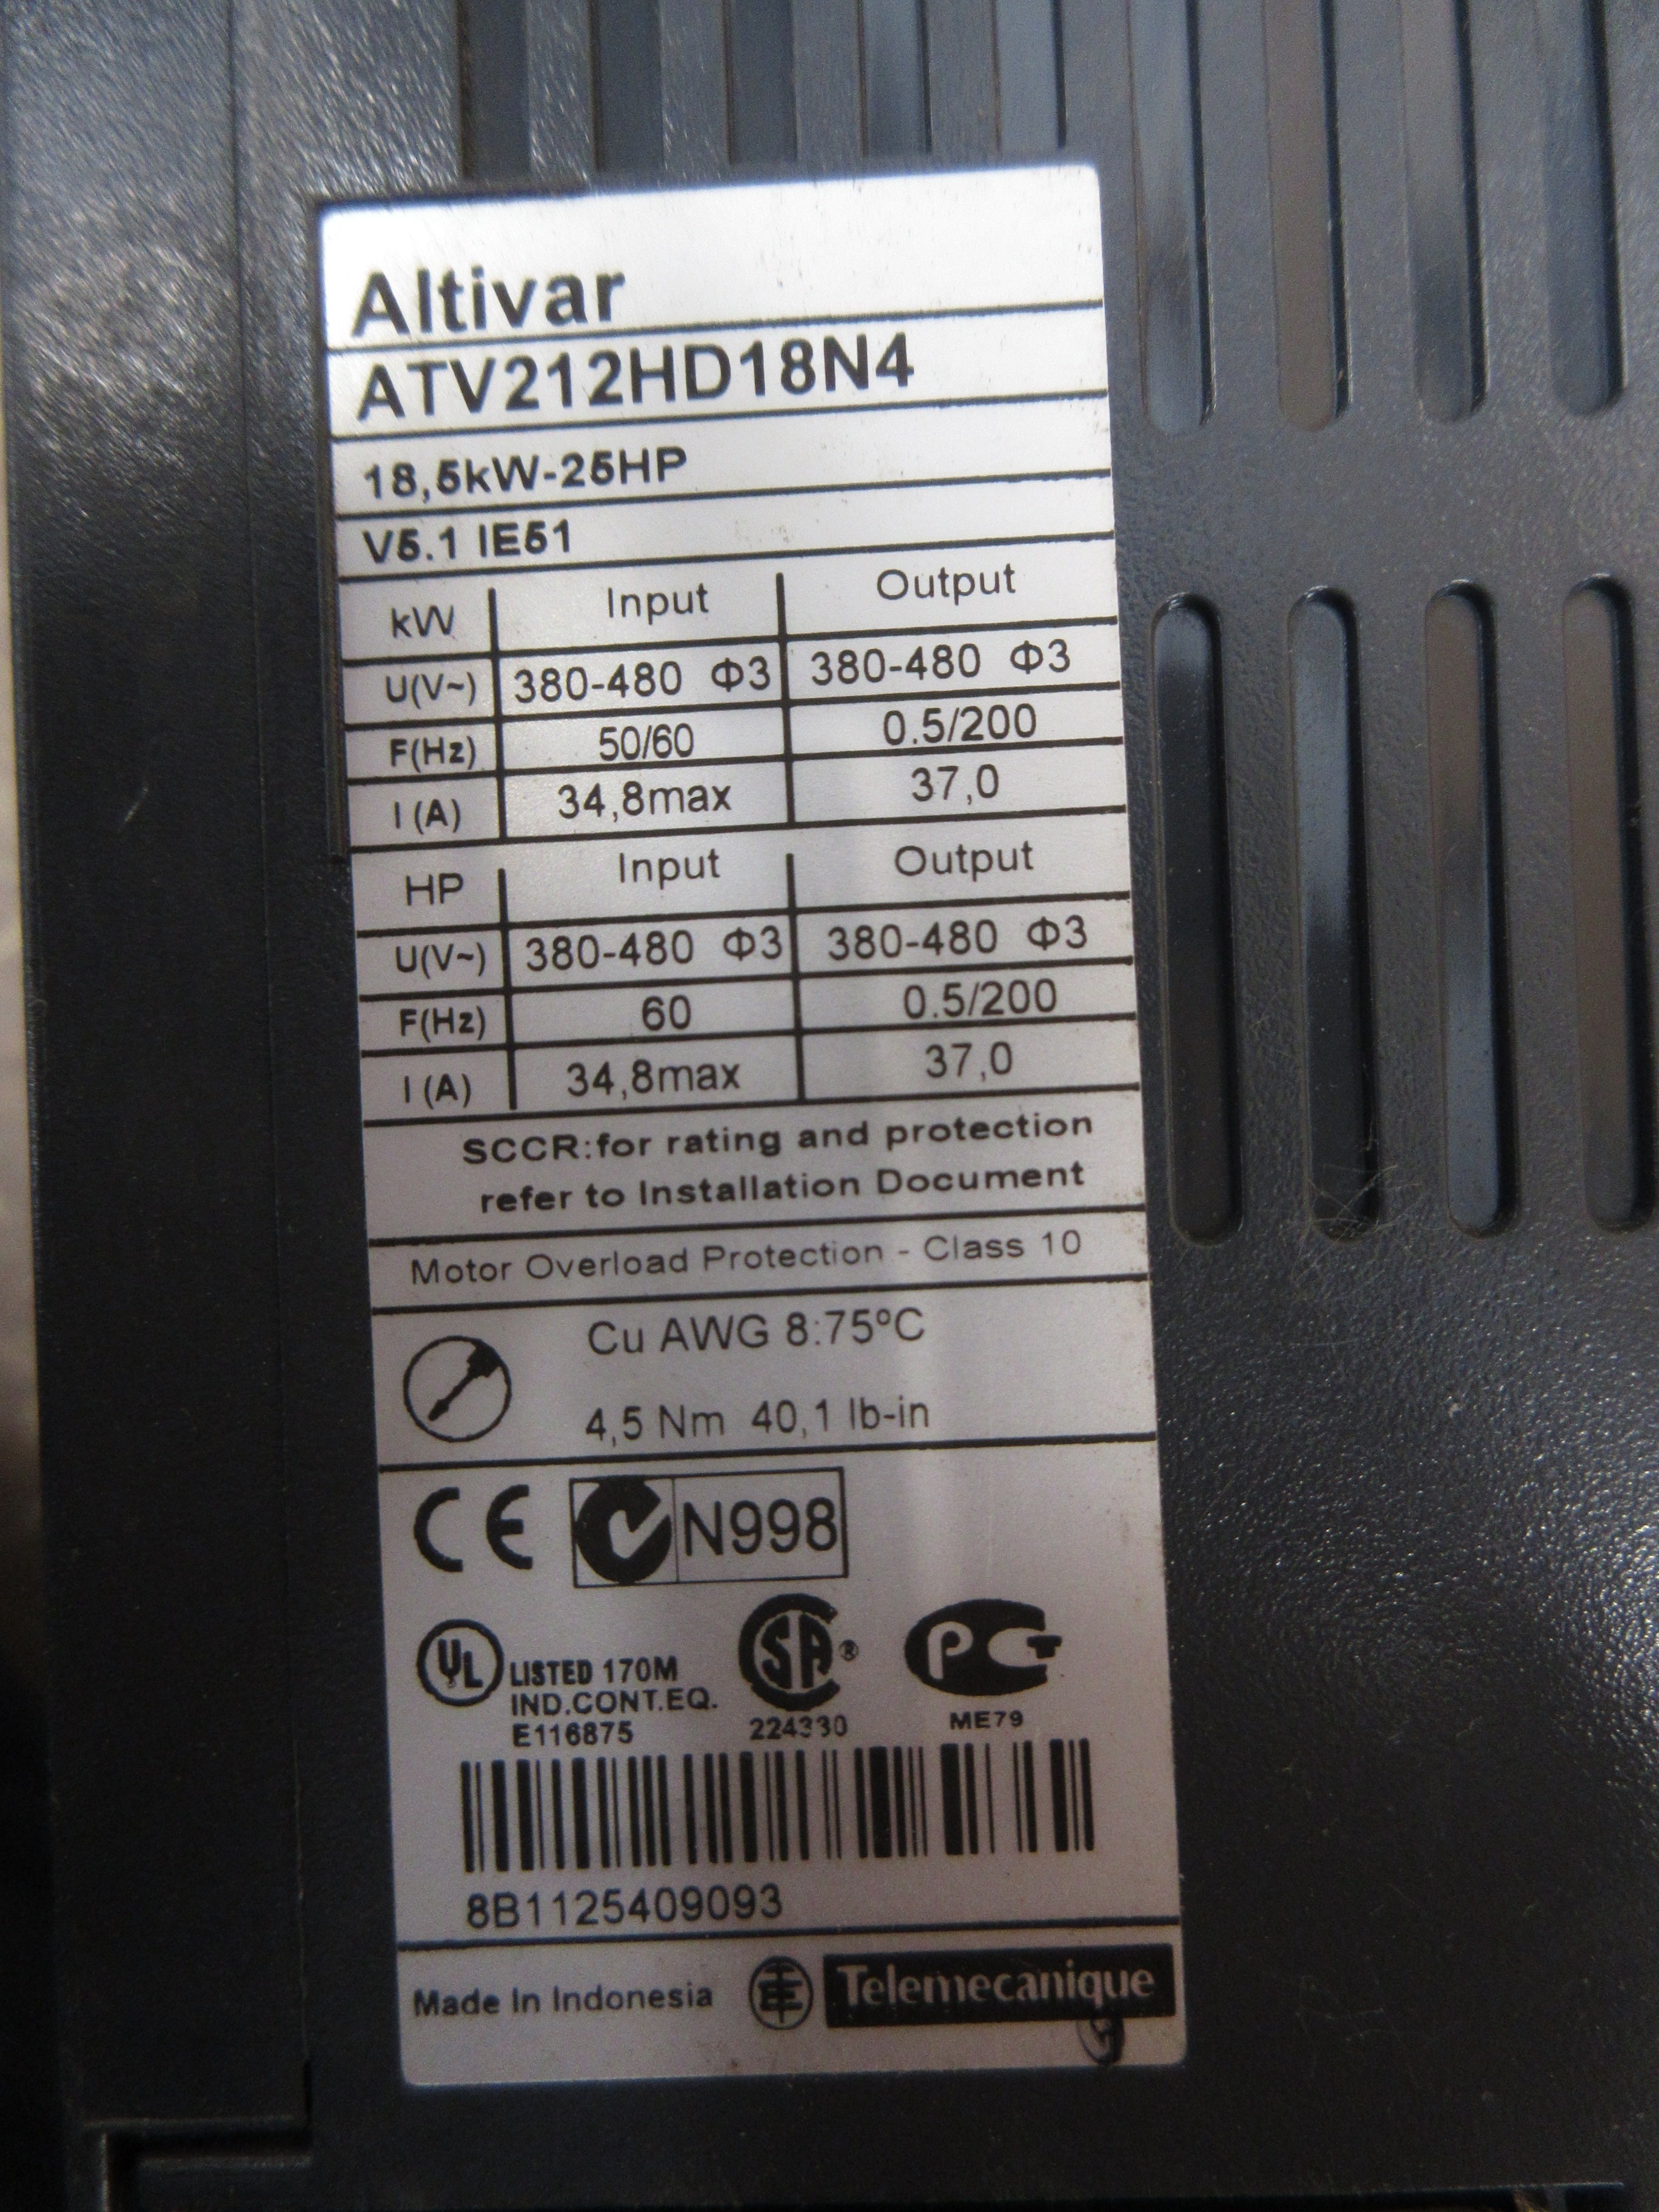 Altivar
ATV212HD18N4
18,5kW-25HP
V5.1 IE51
kW Input Output
U(V~) 380-480 Φ3 380-480 Φ3
F(Hz) 50/60 0.5/200
I (A) 34,8max 37,0
HP Input Output
U(V~) 380-480 Φ3 380-480 Φ3
F(Hz) 60 0.5/200
I (A) 34,8max 37,0
SCCR:for rating and protection
refer to Installation Document
Motor Overload Protection - Class 10
Cu AWG 8:75ºC
4,5 Nm 40,1 lb-in
CE N998
UL LISTED 170M SA ® PCT
IND.CONT.EQ.
E116875 224330 ME79
8B1125409093
Made In Indonesia Telemecanique